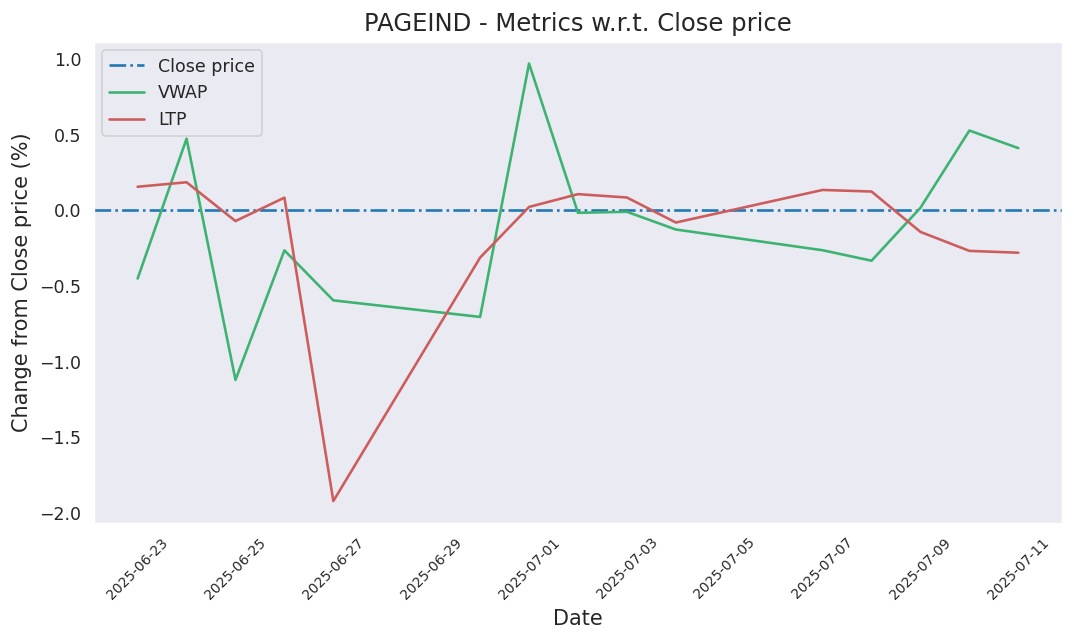 PAGEIND - Metrics w.r.t. Close price
Close price
VWAP
LTP
Change from Close price (%)
1.0
0.5
0.0
−0.5
−1.0
−1.5
−2.0
2025-06-23
2025-06-25
2025-06-27
2025-06-29
2025-07-01
2025-07-03
2025-07-05
2025-07-07
2025-07-09
2025-07-11
Date